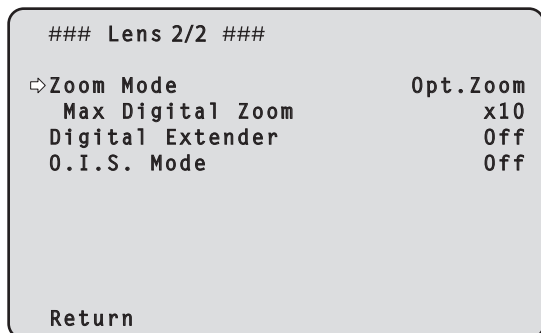 ### Lens 2/2 ###
⇨Zoom Mode Opt.Zoom
Max Digital Zoom x10
Digital Extender Off
O.I.S. Mode Off
Return